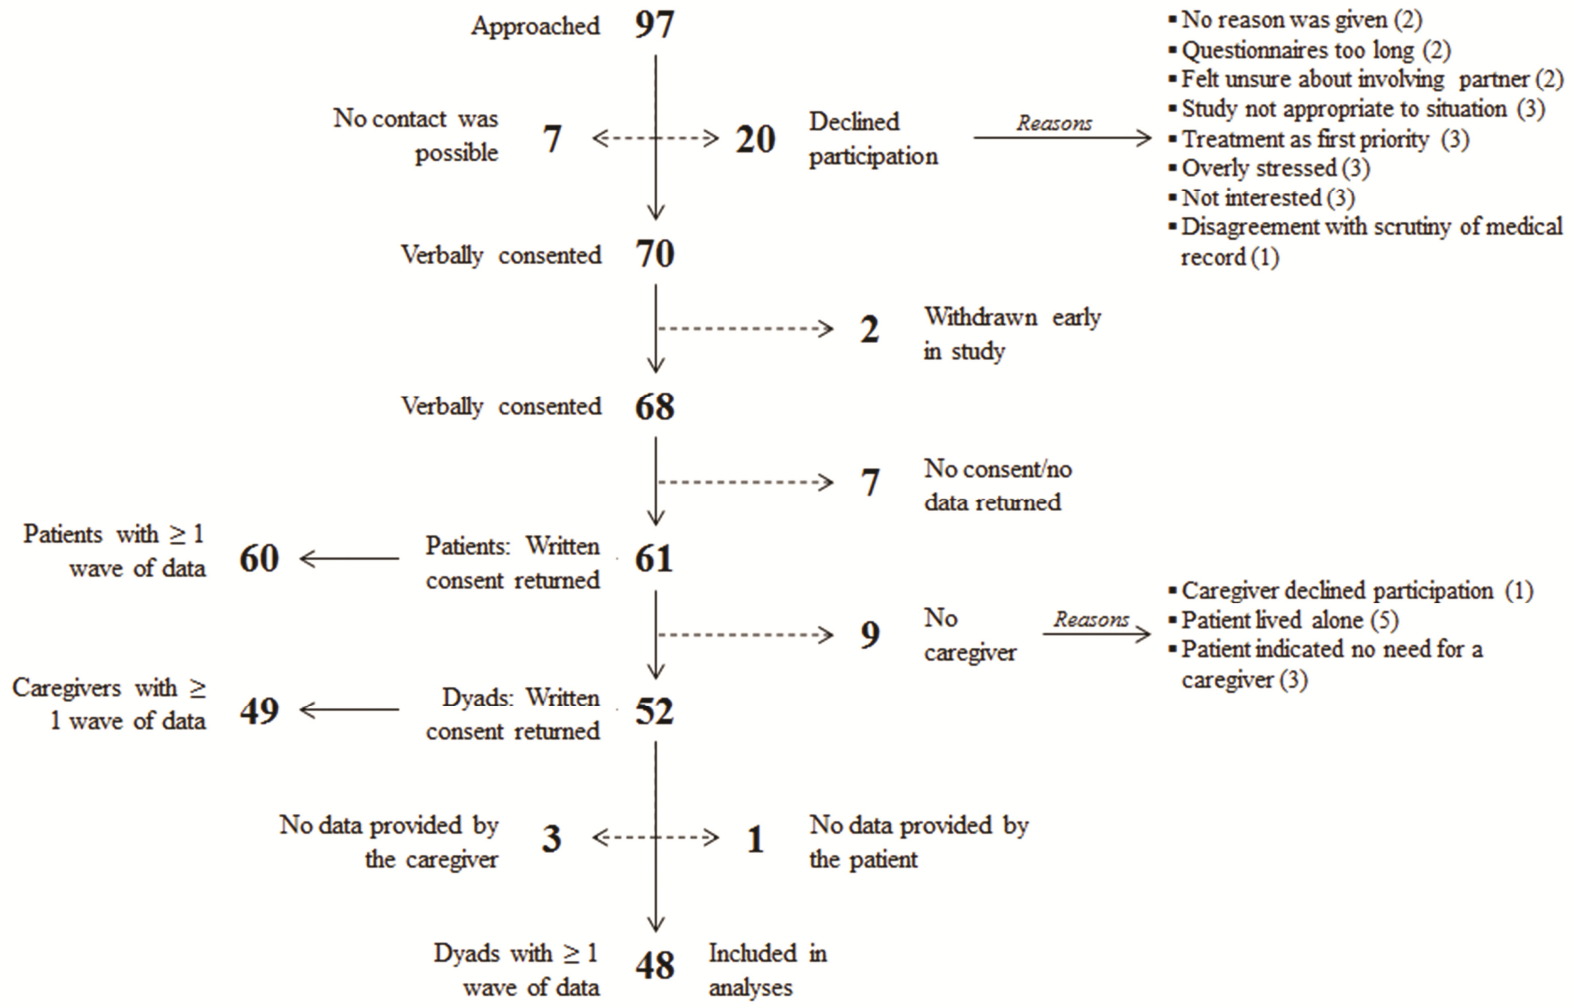 Approached 97
▪ No reason was given (2)
▪ Questionnaires too long (2)
▪ Felt unsure about involving partner (2)
▪ Study not appropriate to situation (3)
▪ Treatment as first priority (3)
▪ Overly stressed (3)
▪ Not interested (3)
▪ Disagreement with scrutiny of medical
record (1)
No contact was
possible
7
20
Declined
participation
Reasons
Verbally consented 70
2
Withdrawn early
in study
Verbally consented 68
7
No consent/no
data returned
Patients with ≥ 1
wave of data
60
Patients: Written
consent returned
61
9
No
caregiver
Reasons
▪ Caregiver declined participation (1)
▪ Patient lived alone (5)
▪ Patient indicated no need for a
caregiver (3)
Caregivers with ≥
1 wave of data
49
Dyads: Written
consent returned
52
No data provided by
the caregiver
3
1
No data provided by
the patient
Dyads with ≥ 1
wave of data
48
Included in
analyses